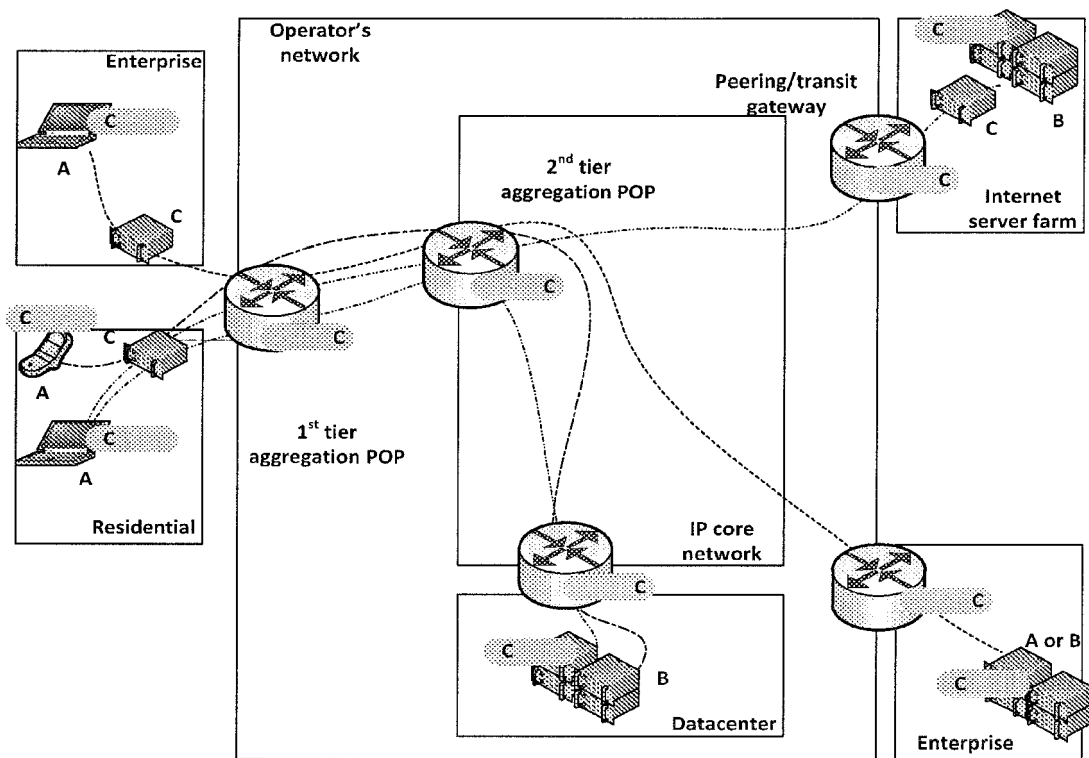 Operator's
network
Enterprise
C
A
C
Peering/transit
gateway
C
C
B
C
Internet
server farm
2nd tier
aggregation POP
C
C
C
C
A
C
A
Residential
1st tier
aggregation POP
IP core
network
C
C
B
Datacenter
C
A or B
C
Enterprise